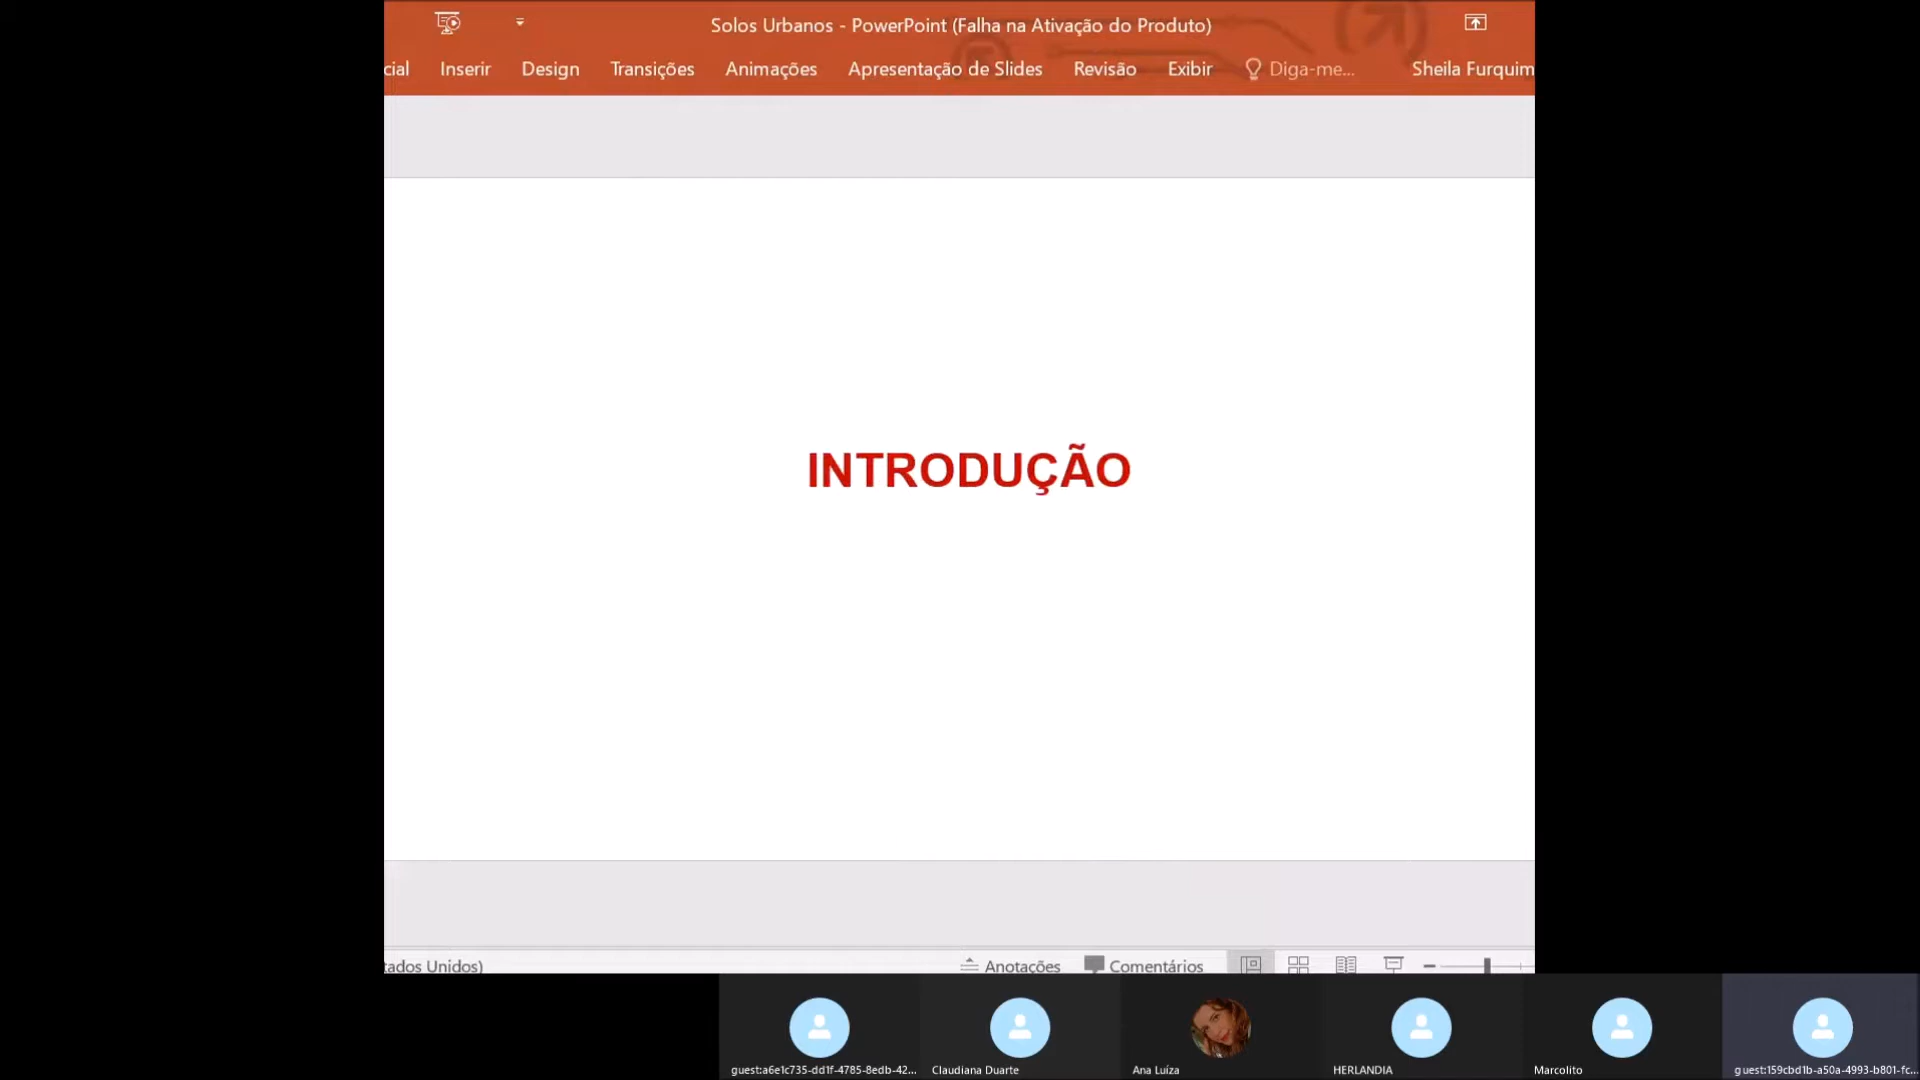 Solos Urbanos - PowerPoint (Falha na Ativação do Produto)
cial Inserir Design Transições Animações Apresentação de Slides Revisão Exibir Diga-me... Sheila Furquim
INTRODUÇÃO
tados Unidos) Anotações Comentários
guest:a6e1c735-dd1f-4785-8edb-42... Claudiana Duarte Ana Luíza HERLANDIA Marcolito guest:159cbd1b-a50a-4993-b801-fc...